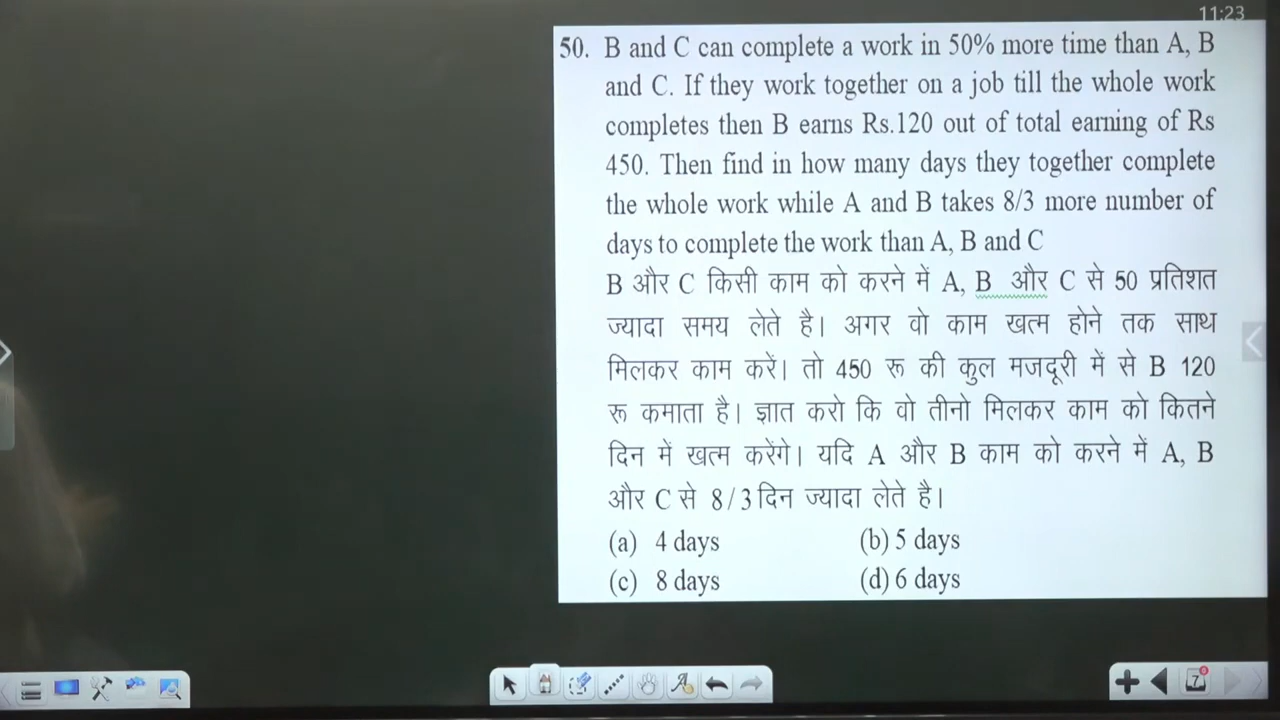 11:23
50. B and C can complete a work in 50% more time than A, B
and C. If they work together on a job till the whole work
completes then B earns Rs.120 out of total earning of Rs
450. Then find in how many days they together complete
the whole work while A and B takes 8/3 more number of
days to complete the work than A, B and C
B और C किसी काम को करने में A, B और C से 50 प्रतिशत
ज्यादा समय लेते है। अगर वो काम खत्म होने तक साथ
मिलकर काम करें। तो 450 रू की कुल मजदूरी में से B 120
रू कमाता है। ज्ञात करो कि वो तीनो मिलकर काम को कितने
दिन में खत्म करेंगे। यदि A और B काम को करने में A, B
और C से 8/3 दिन ज्यादा लेते है।
(a) 4 days (b) 5 days
(c) 8 days (d) 6 days
7